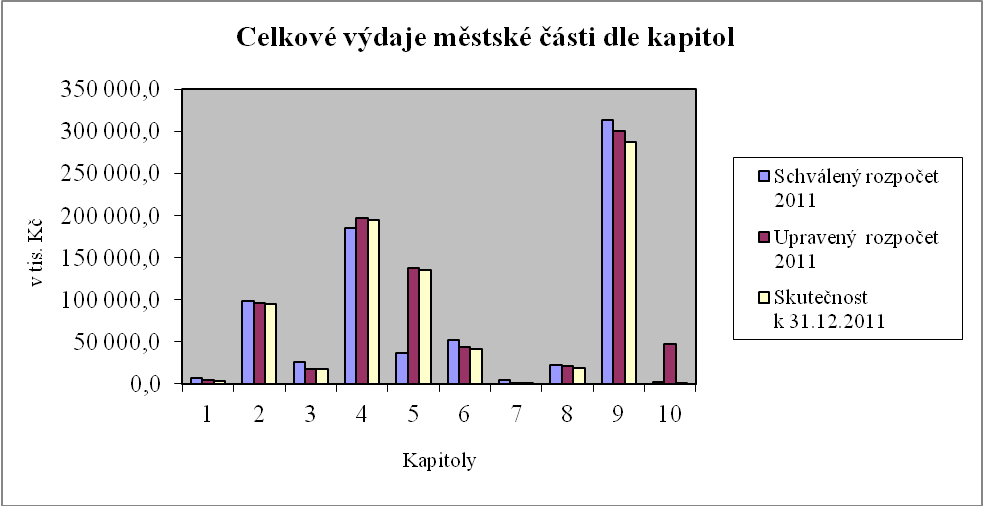 Celkové výdaje městské části dle kapitol
350 000,0
300 000,0
250 000,0
200 000,0
150 000,0
100 000,0
50 000,0
0,0
v tis. Kč
1 2 3 4 5 6 7 8 9 10
Kapitoly
Schválený rozpočet
2011
Upravený rozpočet
2011
Skutečnost
k 31.12.2011